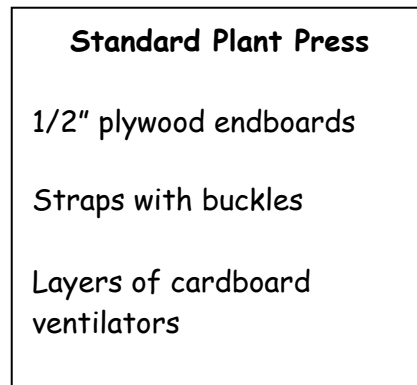 Standard Plant Press
1/2" plywood endboards
Straps with buckles
Layers of cardboard
ventilators